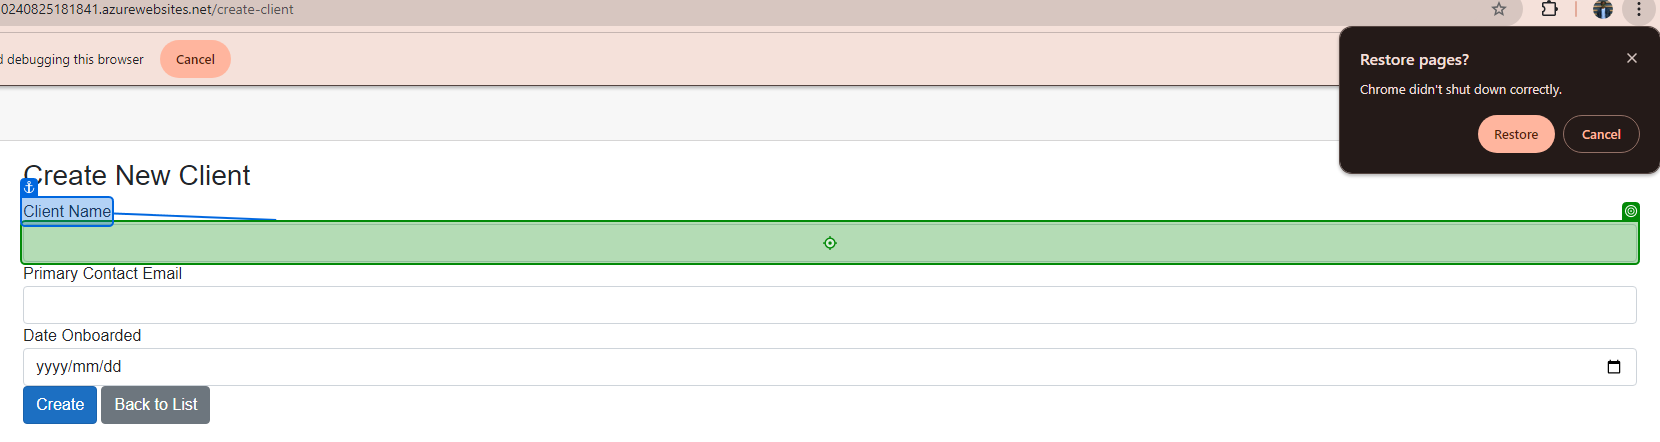 0240825181841.azurewebsites.net/create-client
debugging this browser Cancel
Restore pages?
Chrome didn't shut down correctly.
Restore Cancel
Create New Client
Client Name
Primary Contact Email
Date Onboarded
yyyy/mm/dd
Create Back to List